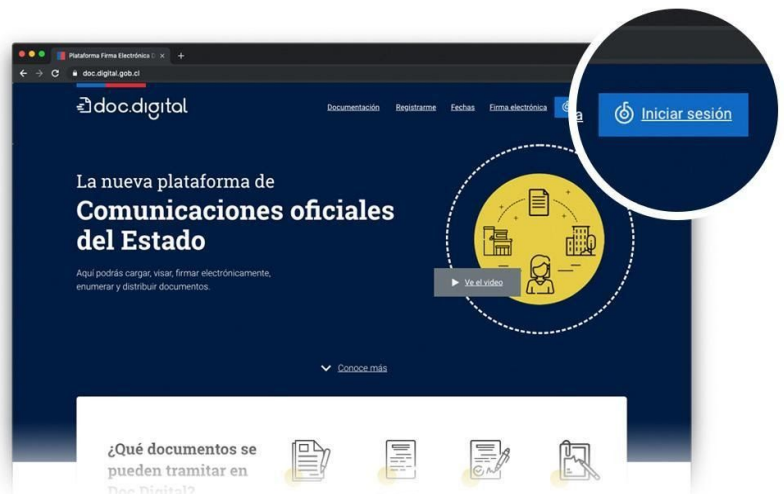 Plataforma Firma Electrónica
doc.digital.gob.cl
doc.digital
Documentación Registrarme Fechas Firma electrónica
a Iniciar sesión
La nueva plataforma de
Comunicaciones oficiales
del Estado
Aquí podrás cargar, visar, firmar electrónicamente,
enumerar y distribuir documentos.
Ve el video
Conoce más
¿Qué documentos se
pueden tramitar en
Doc Digital?